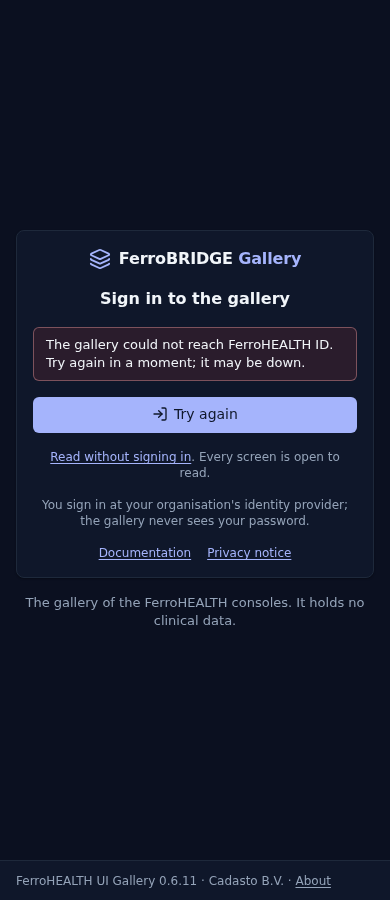 FerroBRIDGE Gallery
Sign in to the gallery
The gallery could not reach FerroHEALTH ID.
Try again in a moment; it may be down.
Try again
Read without signing in. Every screen is open to
read.
You sign in at your organisation's identity provider;
the gallery never sees your password.
Documentation Privacy notice
The gallery of the FerroHEALTH consoles. It holds no
clinical data.
FerroHEALTH UI Gallery 0.6.11 · Cadasto B.V. · About